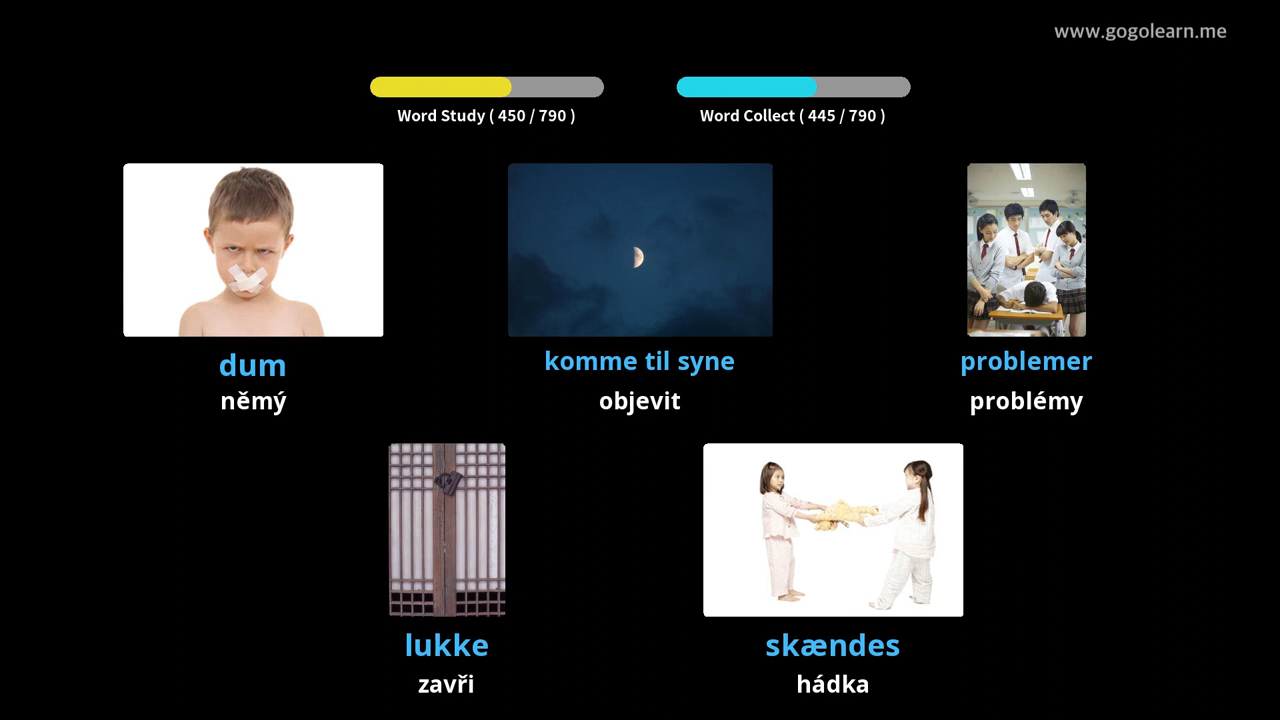 www.gogolearn.me
Word Study ( 450 / 790 )
Word Collect ( 445 / 790 )
dum
komme til syne
problemer
němý
objevit
problémy
lukke
skændes
zavři
hádka